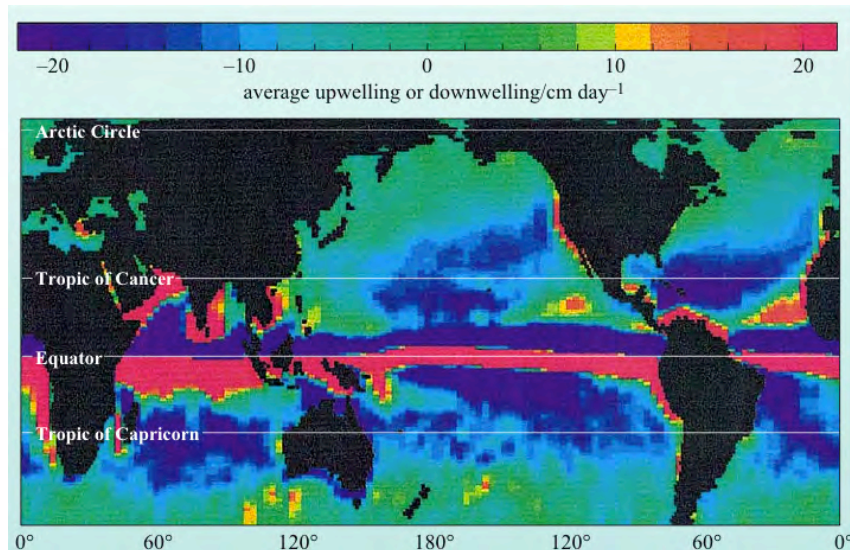 –20 –10 0 10 20
average upwelling or downwelling/cm day⁻¹
Arctic Circle
Tropic of Cancer
Equator
Tropic of Capricorn
0° 60° 120° 180° 120° 60° 0°